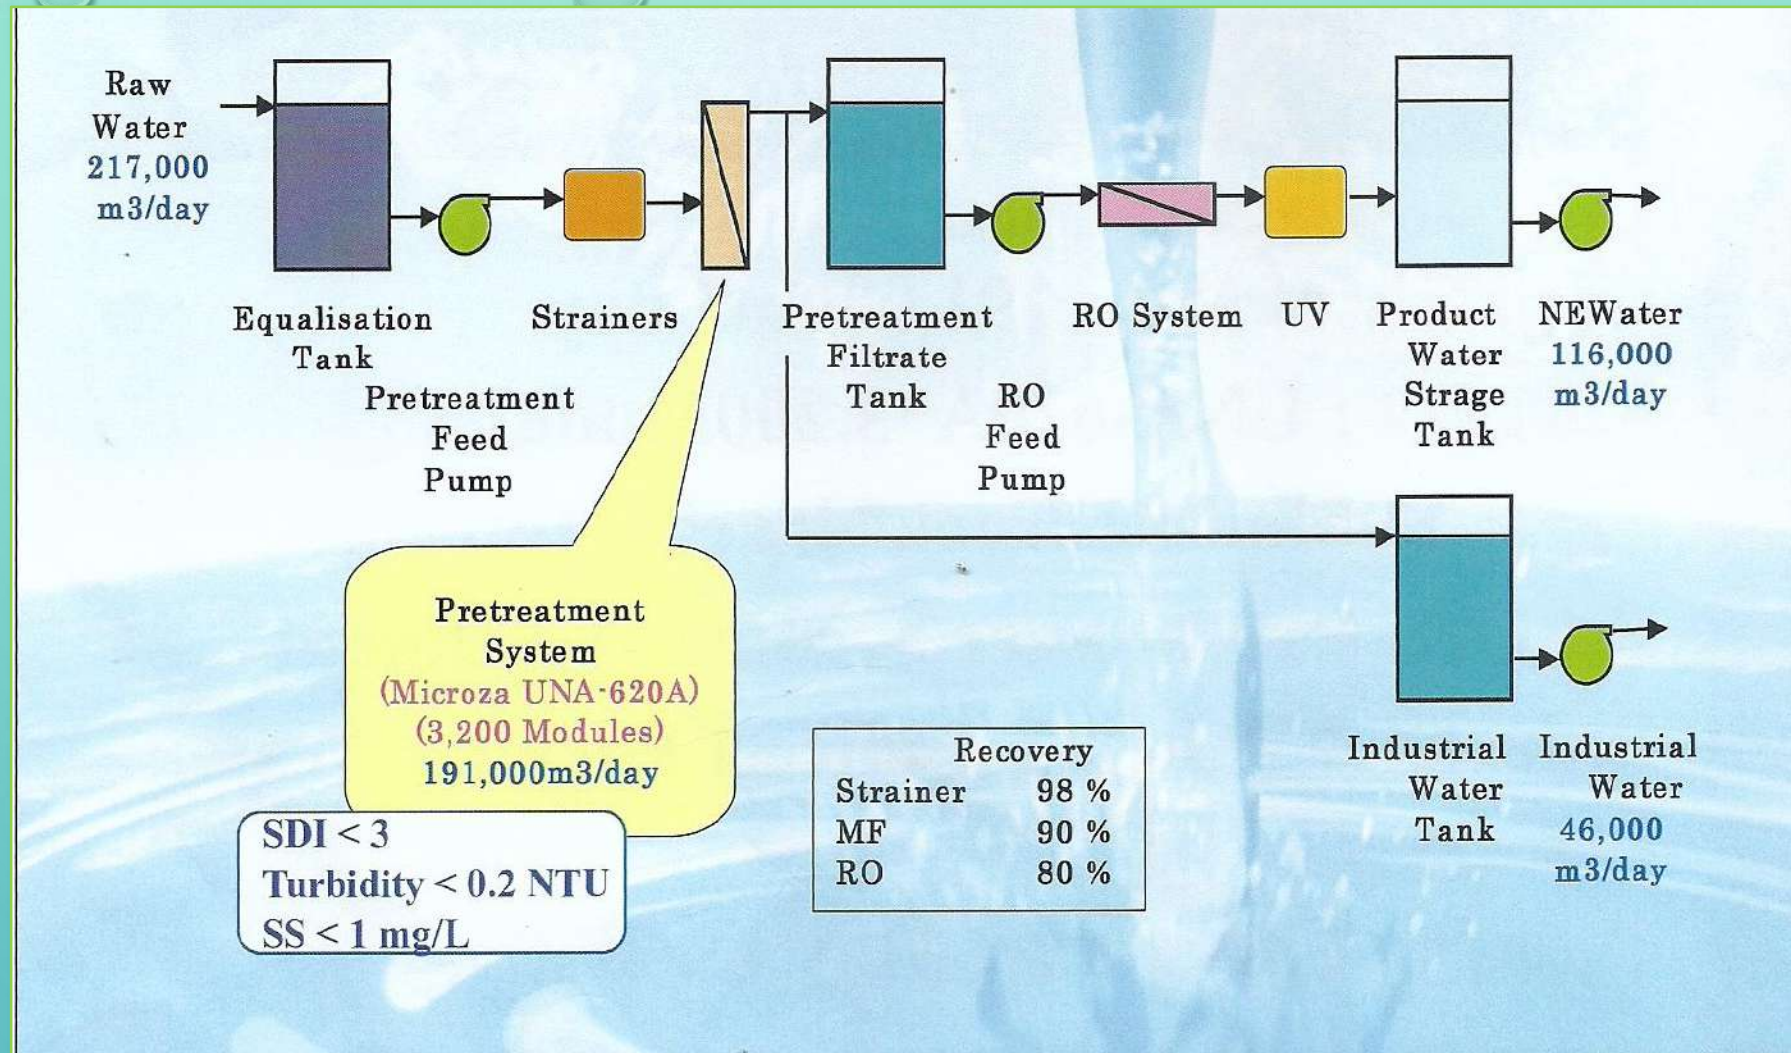 Raw
Water
217,000
m3/day
Equalisation
Tank
Pretreatment
Feed
Pump
Strainers
Pretreatment
Filtrate
Tank
RO
Feed
Pump
RO System
UV
Product
Water
Strage
Tank
NEWater
116,000
m3/day
Pretreatment
System
(Microza UNA-620A)
(3,200 Modules)
191,000m3/day
SDI < 3
Turbidity < 0.2 NTU
SS < 1 mg/L
Recovery
Strainer 98 %
MF 90 %
RO 80 %
Industrial
Water
Tank
Industrial
Water
46,000
m3/day